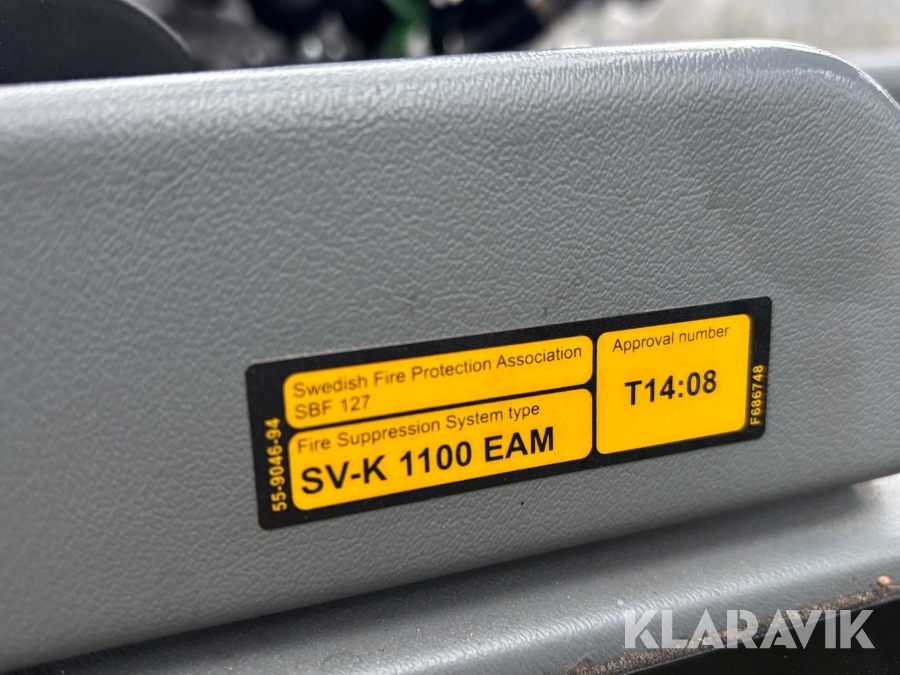 55-9046-94
Swedish Fire Protection Association
SBF 127
Fire Suppression System type
SV-K 1100 EAM
Approval number
T14:08
F686748
KLARAVIK